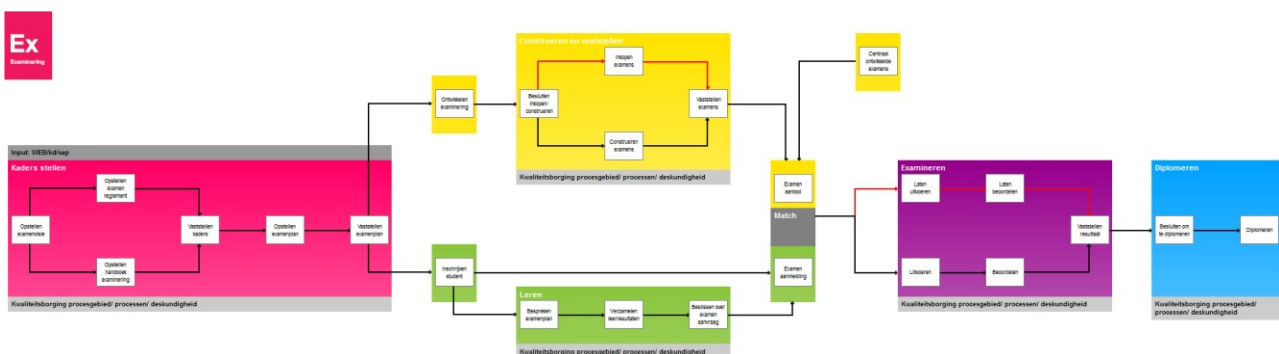 Ex
Examinering
Input: WEB/kd/sep
Kaders stellen
Opstellen
examenvisie
Opstellen
examen
reglement
Opstellen
handboek
examinering
Vaststellen
kaders
Opstellen
examenplan
Vaststellen
examenplan
Kwaliteitsborging procesgebied/ processen/ deskundigheid
Ontwikkelen
examinering
Construeren en vaststellen
Besluiten
inkopen/
construeren
Inkopen
examens
Construeren
examens
Vaststellen
examens
Kwaliteitsborging procesgebied/ processen/ deskundigheid
Inschrijven
student
Leren
Bespreken
examenplan
Verzamelen
leerresultaten
Beslissen over
examen
aanvraag
Kwaliteitsborging procesgebied/ processen/ deskundigheid
Centraal
ontwikkelde
examens
Examen
aanbod
Match
Examen
aanmelding
Examineren
Laten
uitvoeren
Laten
beoordelen
Uitvoeren
Beoordelen
Vaststellen
resultaat
Kwaliteitsborging procesgebied/ processen/ deskundigheid
Diplomeren
Besluiten om
te diplomeren
Diplomeren
Kwaliteitsborging procesgebied/
processen/ deskundigheid